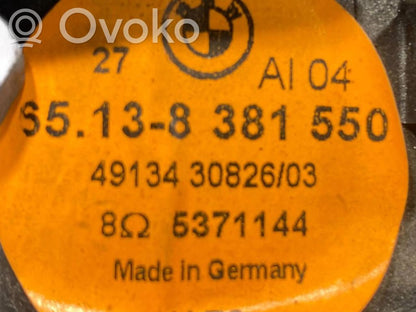 Ovoko
27
AI 04
65.13-8 381 550
49134 30826/03
8Ω 5371144
Made in Germany